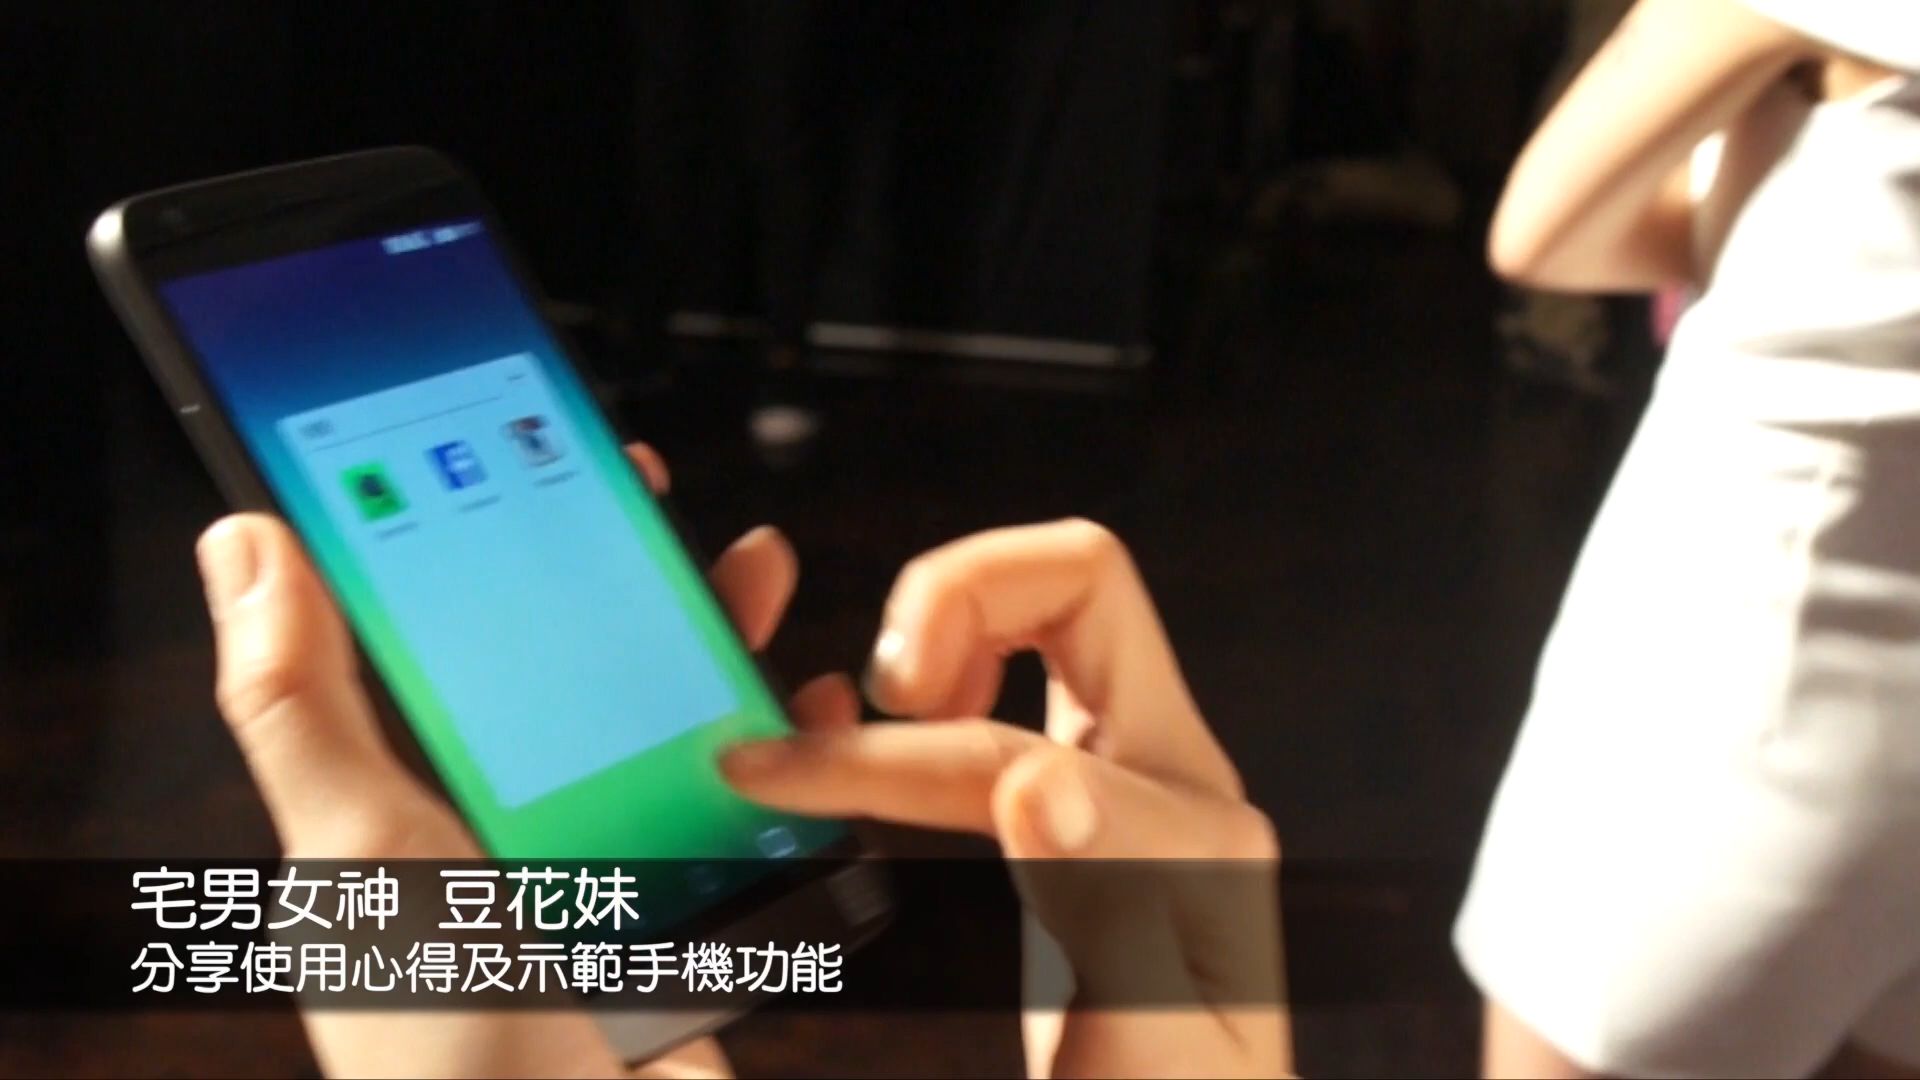 宅男女神 豆花妹
分享使用心得及示範手機功能